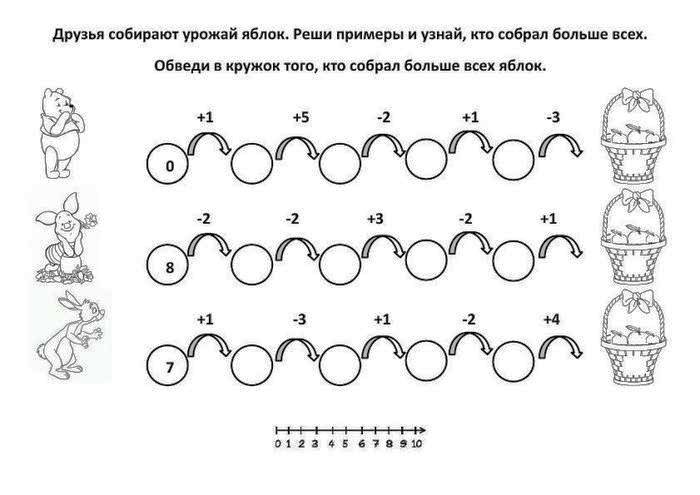 Друзья собирают урожай яблок. Реши примеры и узнай, кто собрал больше всех.
Обведи в кружок того, кто собрал больше всех яблок.
+1 +5 -2 +1 -3
0
-2 -2 +3 -2 +1
8
+1 -3 +1 -2 +4
7
0 1 2 3 4 5 6 7 8 9 10